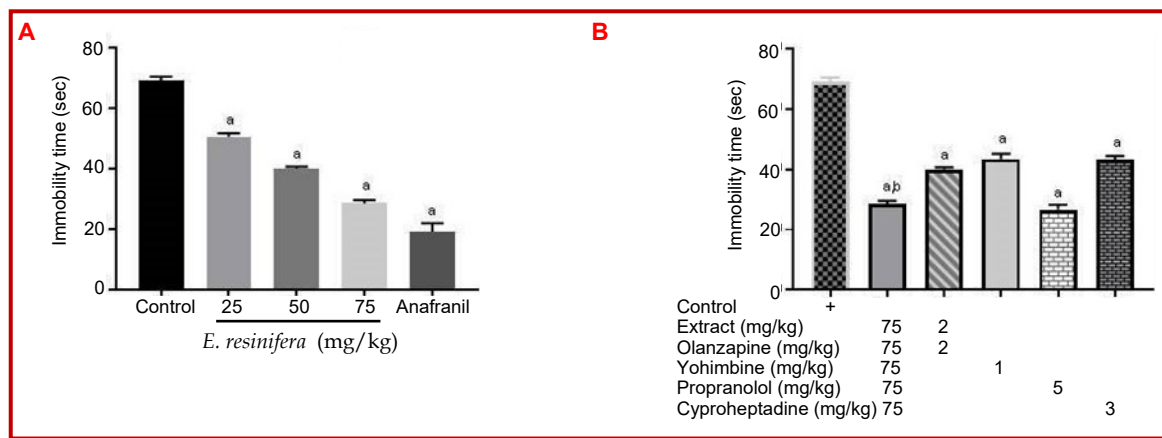 A
Immobility time (sec)
80
60
40
20
0
a
a
a
a
Control 25 50 75 Anafranil
E. resinifera (mg/kg)
B
Immobility time (sec)
80
60
40
20
0
a,b
a
a
a
a
Control +
Extract (mg/kg) 75 2
Olanzapine (mg/kg) 75 2
Yohimbine (mg/kg) 75 1
Propranolol (mg/kg) 75 5
Cyproheptadine (mg/kg) 75 3